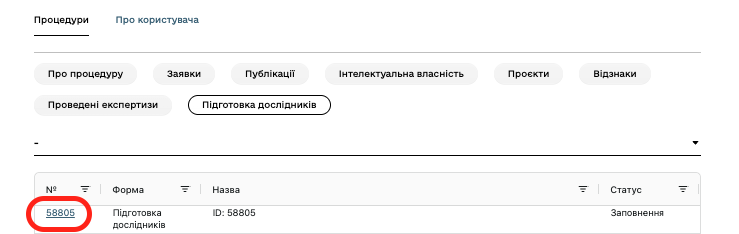 Процедури Про користувача
Про процедуру Заявки Публікації Інтелектуальна власність Проєкти Відзнаки
Проведені експертизи Підготовка дослідників
-
№ Форма Назва Статус
58805 Підготовка ID: 58805 Заповнення
дослідників